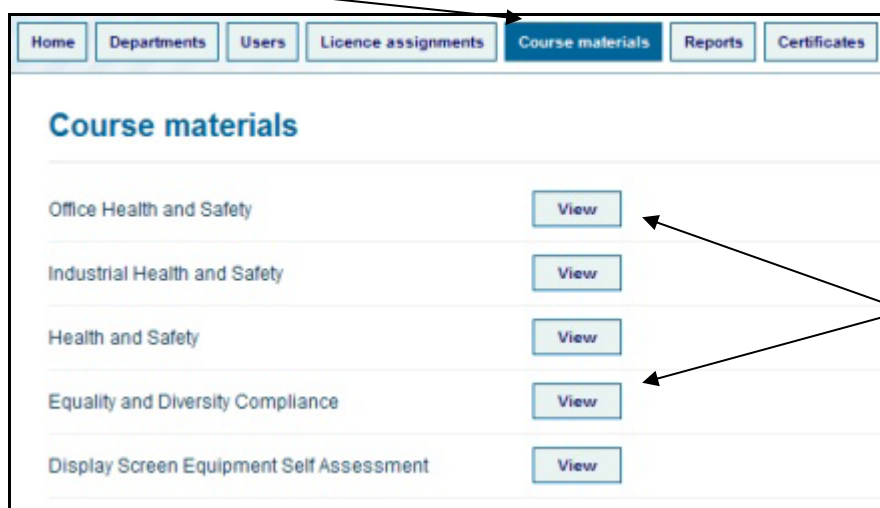 Home Departments Users Licence assignments Course materials Reports Certificates
Course materials
Office Health and Safety View
Industrial Health and Safety View
Health and Safety View
Equality and Diversity Compliance View
Display Screen Equipment Self Assessment View